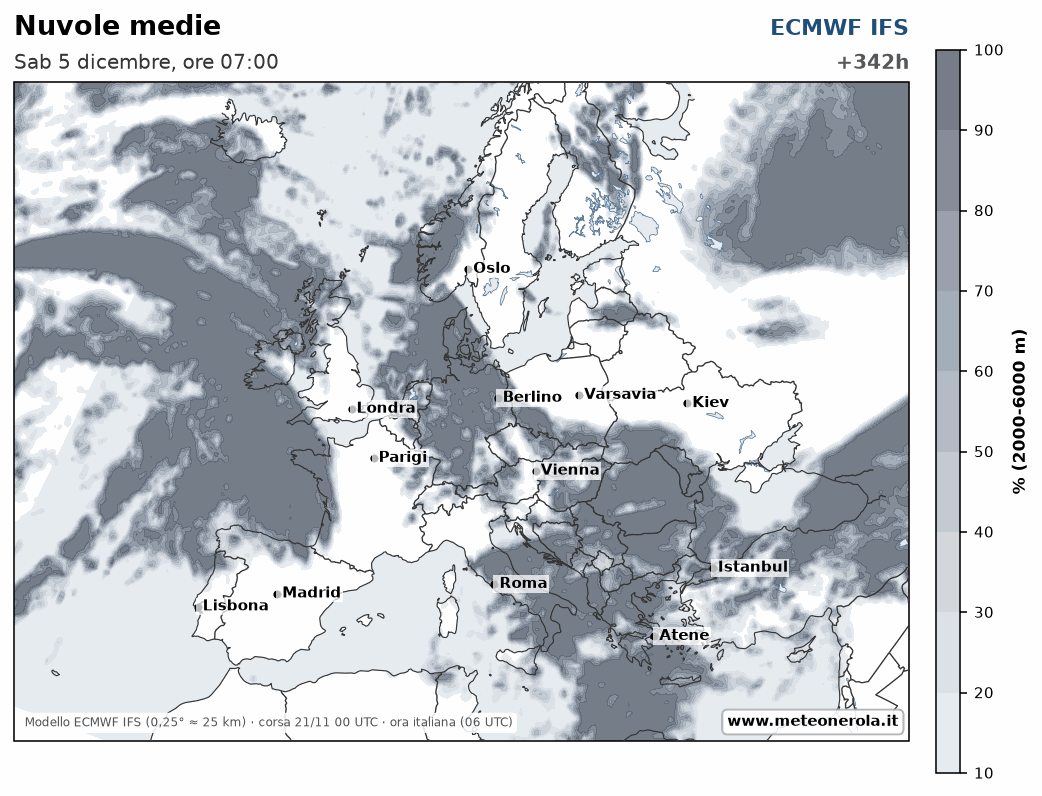 Nuvole medie
ECMWF IFS
Sab 5 dicembre, ore 07:00
+342h
100
90
80
70
60
50
40
30
20
10
% (2000-6000 m)
Oslo
Londra
Berlino
Varsavia
Kiev
Parigi
Vienna
Istanbul
Roma
Madrid
Lisbona
Atene
Modello ECMWF IFS (0,25° ≈ 25 km) · corsa 21/11 00 UTC · ora italiana (06 UTC)
www.meteonerola.it